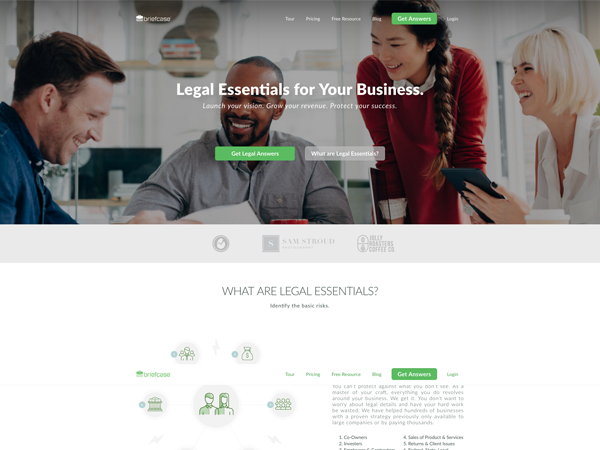 briefcase
Tour Pricing Free Resource Blog Get Answers Login
Legal Essentials for Your Business.
Launch your vision. Grow your revenue. Protect your success.
Get Legal Answers What are Legal Essentials?
S SAM STROUD
JOLLY
ROASTERS
COFFEE CO.
WHAT ARE LEGAL ESSENTIALS?
Identify the basic risks.
briefcase Tour Pricing Free Resource Blog Get Answers Login
You can't protect against what you don't see. As a
master of your craft, everything you do revolves
around your business. We get it. You don't want to
worry about legal details and have your hard work
be wasted. We have helped hundreds of businesses
with a proven strategy previously only available to
large companies or by paying thousands.
1. Co-Owners 4. Sales of Product & Services
2. Inventors 5. Returns & Client Issues